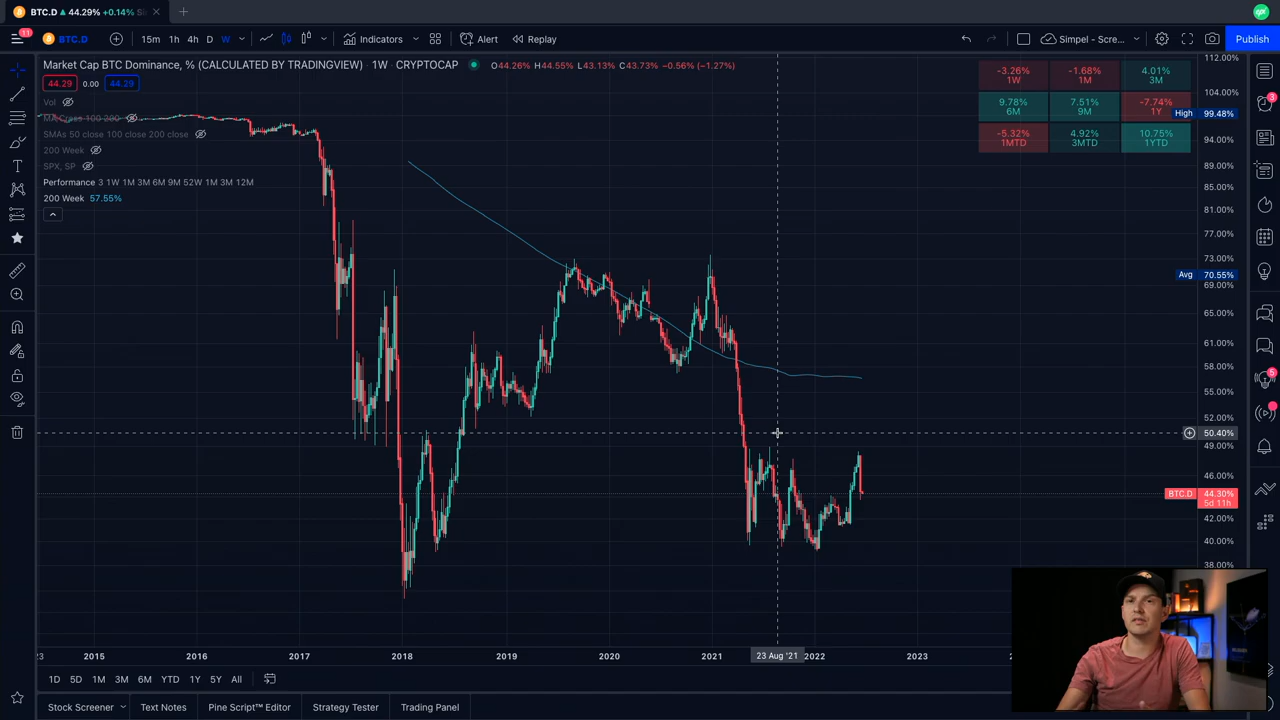 BTC.D ▲ 44.29% +0.14%
11
BTC.D
15m 1h 4h D W
Indicators
Alert
Replay
Simpel - Scre...
Publish
Market Cap BTC Dominance, % (CALCULATED BY TRADINGVIEW) · 1W · CRYPTOCAP
O44.26% H44.55% L43.13% C43.73% −0.56% (−1.27%)
44.29 0.00 44.29
Vol
MA Cross 100 200
SMAs 50 close 100 close 200 close
200 Week
SPX, SP
Performance 3 1W 1M 3M 6M 9M 52W 1M 3M 12M
200 Week 57.55%
-3.26% -1.68% 4.01%
1W 1M 3M
9.78% 7.51% -7.74%
6M 9M 1Y
-5.32% 4.92% 10.75%
1MTD 3MTD 1YTD
112.00%
104.00%
High 99.48%
94.00%
89.00%
85.00%
81.00%
77.00%
73.00%
Avg 70.55%
69.00%
65.00%
61.00%
58.00%
55.00%
52.00%
50.40%
49.00%
46.00%
BTC.D 44.30%
5d 11h
42.00%
40.00%
38.00%
3
5
2015 2016 2017 2018 2019 2020 2021 23 Aug '21 2022 2023
1D 5D 1M 3M 6M YTD 1Y 5Y All
Stock Screener Text Notes Pine Script™ Editor Strategy Tester Trading Panel